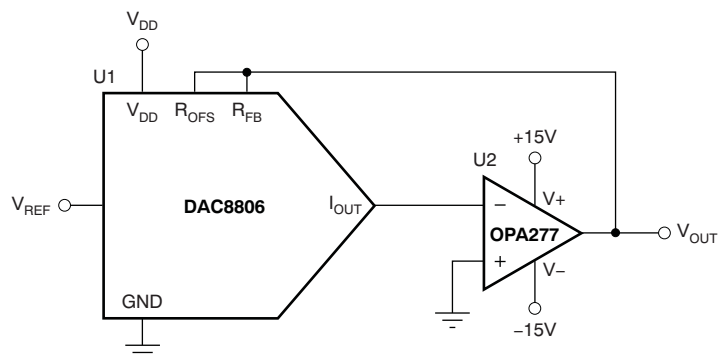 V_DD
U1
V_DD R_OFS R_FB
V_REF
DAC8806
I_OUT
GND
U2
+15V
V+
−
OPA277
+
V−
−15V
V_OUT